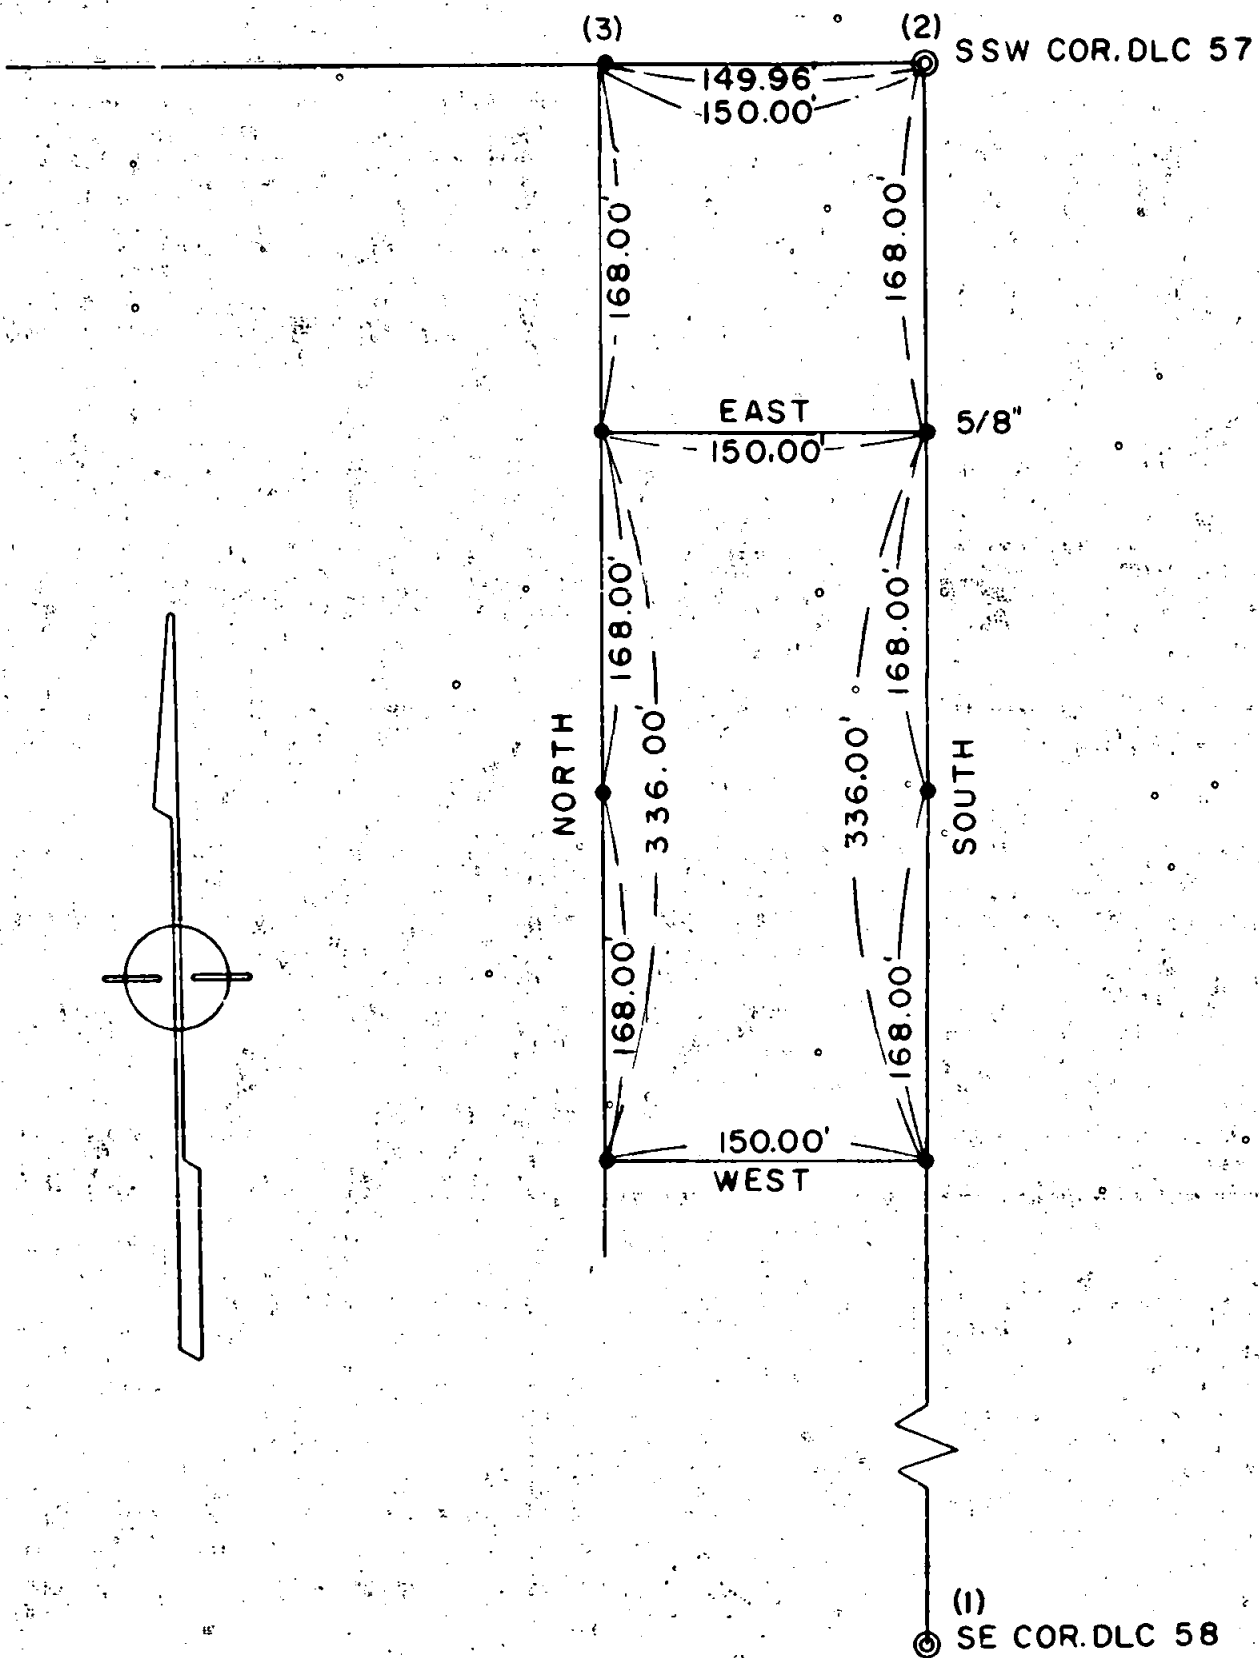 (3)
(2)
SSW COR. DLC 57
149.96'
150.00'
168.00'
168.00'
EAST
150.00'
5/8"
168.00'
168.00'
NORTH
336.00'
336.00'
SOUTH
168.00'
168.00'
150.00'
WEST
(1)
SE COR. DLC 58